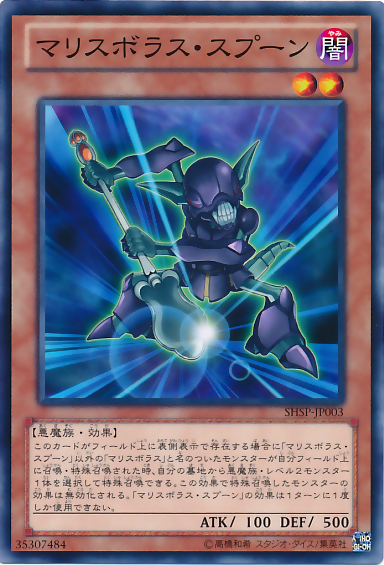 マリスボラス・スプーン
やみ
闇
SHSP-JP003
【悪魔族・効果】
このカードがフィールド上に表側表示で存在する場合に「マリスボラス・
スプーン」以外の「マリスボラス」と名のついたモンスターが自分フィールド上
に召喚・特殊召喚された時、自分の墓地から悪魔族・レベル２モンスター
１体を選択して特殊召喚できる。この効果で特殊召喚したモンスターの
効果は無効化される。「マリスボラス・スプーン」の効果は１ターンに１度
しか使用できない。
ATK/ 100 DEF/ 500
35307484
©高橋和希 スタジオ・ダイス/集英社